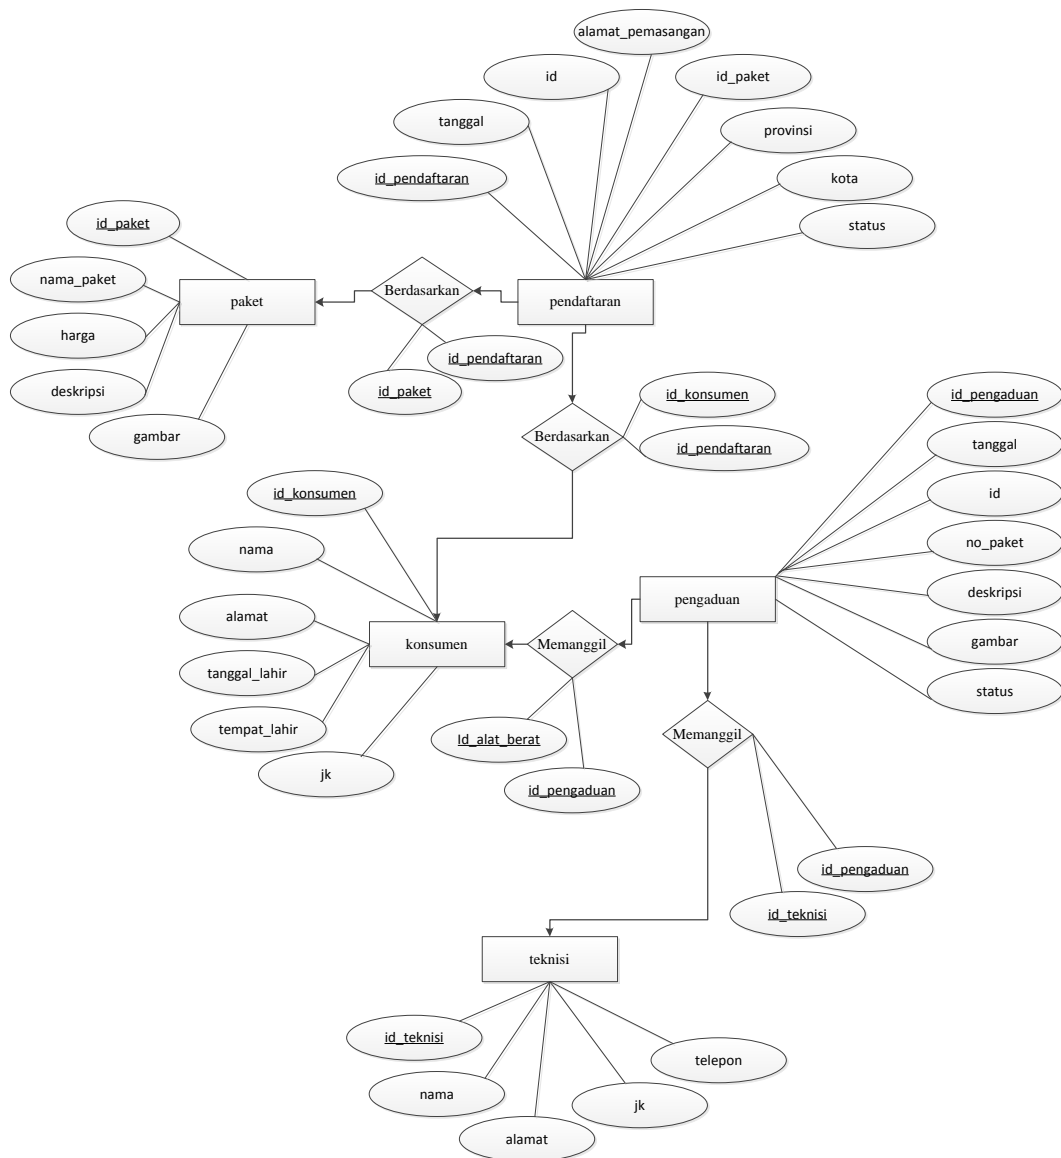 alamat_pemasangan
id
id_paket
tanggal
provinsi
id_pendaftaran
kota
status
id_paket
nama_paket
harga
deskripsi
gambar
paket
Berdasarkan
pendaftaran
id_pendaftaran
id_paket
Berdasarkan
id_konsumen
id_pendaftaran
id_pengaduan
tanggal
id
no_paket
deskripsi
gambar
status
pengaduan
id_konsumen
nama
alamat
tanggal_lahir
tempat_lahir
jk
konsumen
Memanggil
Id_alat_berat
id_pengaduan
Memanggil
id_pengaduan
id_teknisi
teknisi
id_teknisi
nama
alamat
jk
telepon